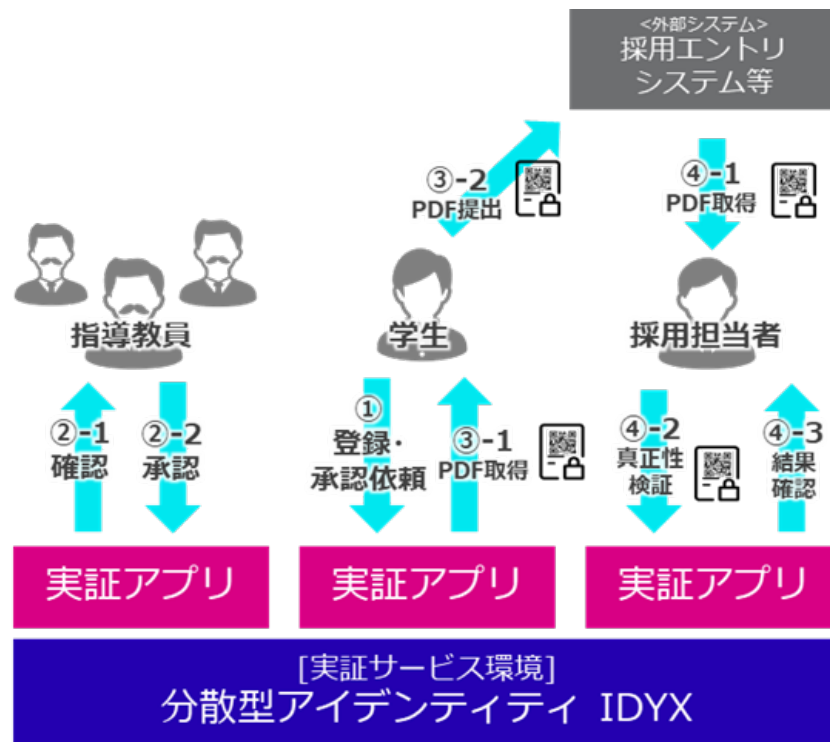 <外部システム>
採用エントリ
システム等
③-2
PDF提出
④-1
PDF取得
指導教員
学生
採用担当者
②-1
確認
②-2
承認
①
登録・
承認依頼
③-1
PDF取得
④-2
真正性
検証
④-3
結果
確認
実証アプリ
実証アプリ
実証アプリ
[実証サービス環境]
分散型アイデンティティ IDYX